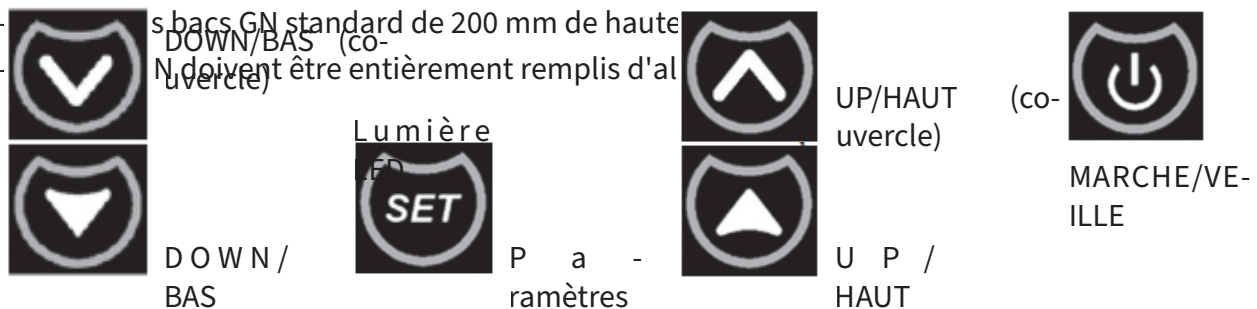 s bacs GN standard de 200 mm de haute
DOWN/BAS (co-
uvercle)
N doivent être entièrement remplis d'al
UP/HAUT (co-
uvercle)
Lumière
LED
SET
MARCHE/VE-
ILLE
DOWN/
BAS
Pa-
ramètres
UP/
HAUT